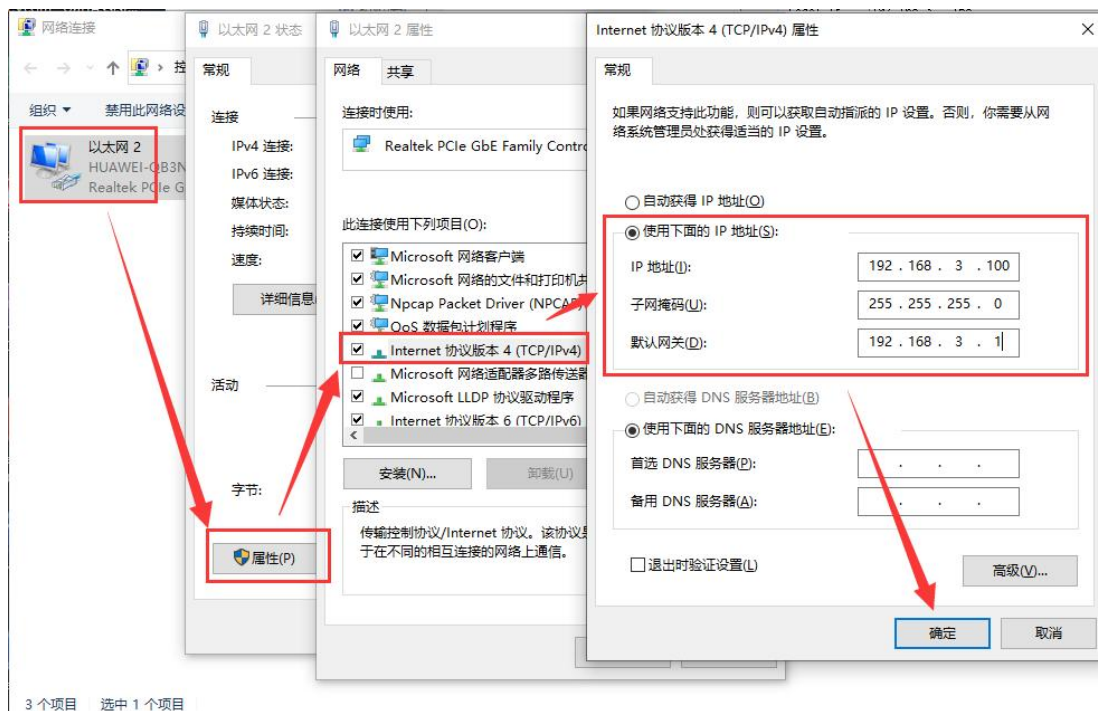 网络连接
控
组织
禁用此网络设
以太网 2
HUAWEI-QB3N
Realtek PCIe G
3 个项目
选中 1 个项目
以太网 2 状态
常规
连接
IPv4 连接:
IPv6 连接:
媒体状态:
持续时间:
速度:
详细信息
活动
字节:
属性(P)
以太网 2 属性
网络
共享
连接时使用:
Realtek PCIe GbE Family Contro
此连接使用下列项目(O):
Microsoft 网络客户端
Microsoft 网络的文件和打印机共
Npcap Packet Driver (NPCAP)
QoS 数据包计划程序
Internet 协议版本 4 (TCP/IPv4)
Microsoft 网络适配器多路传送器
Microsoft LLDP 协议驱动程序
Internet 协议版本 6 (TCP/IPv6)
安装(N)...
卸载(U)
描述
传输控制协议/Internet 协议。该协议是
于在不同的相互连接的网络上通信。
Internet 协议版本 4 (TCP/IPv4) 属性
常规
如果网络支持此功能，则可以获取自动指派的 IP 设置。否则，你需要从网
络系统管理员处获得适当的 IP 设置。
自动获得 IP 地址(O)
使用下面的 IP 地址(S):
IP 地址(I):
192 . 168 . 3 . 100
子网掩码(U):
255 . 255 . 255 . 0
默认网关(D):
192 . 168 . 3 . 1
自动获得 DNS 服务器地址(B)
使用下面的 DNS 服务器地址(E):
首选 DNS 服务器(P):
. . .
备用 DNS 服务器(A):
. . .
退出时验证设置(L)
高级(V)...
确定
取消